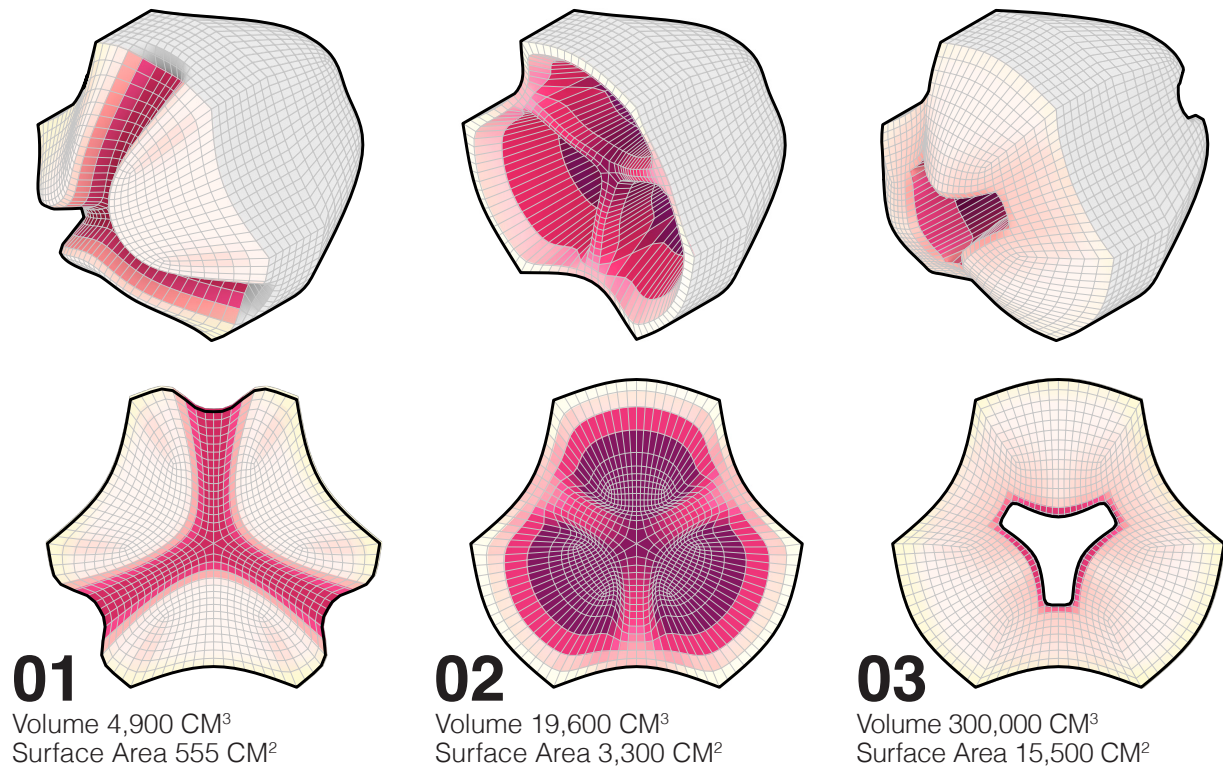 01
Volume 4,900 CM³
Surface Area 555 CM²
02
Volume 19,600 CM³
Surface Area 3,300 CM²
03
Volume 300,000 CM³
Surface Area 15,500 CM²